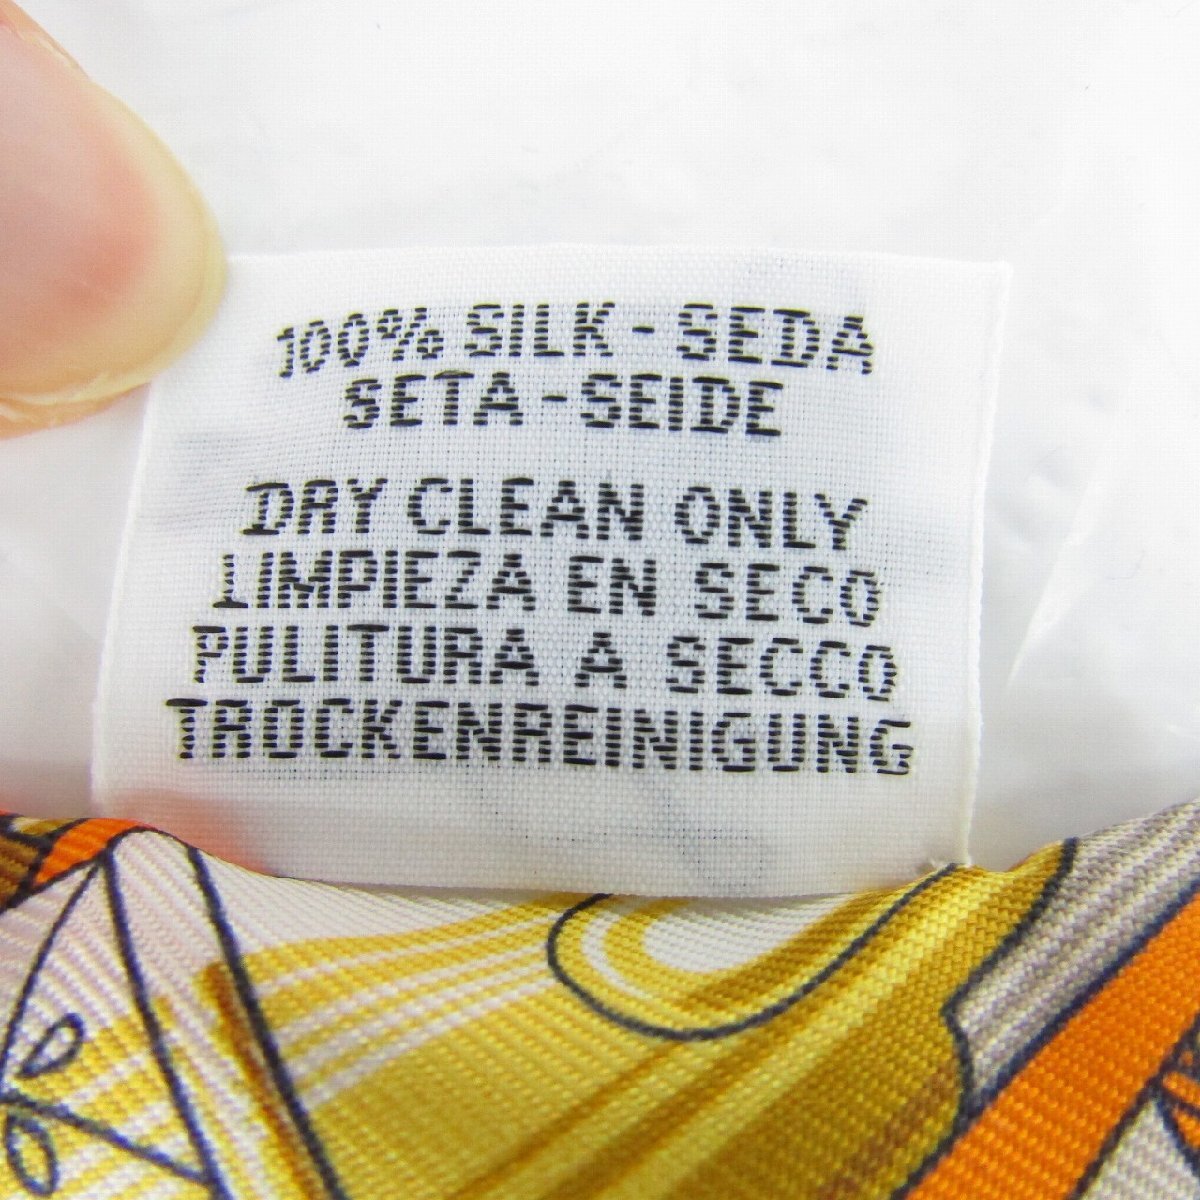 100% SILK - SEDA
SETA - SEIDE
DRY CLEAN ONLY
LIMPIEZA EN SECO
PULITURA A SECCO
TROCKENREINIGUNG